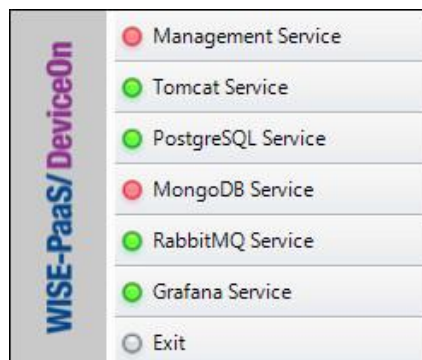 WISE-PaaS/DeviceOn
Management Service
Tomcat Service
PostgreSQL Service
MongoDB Service
RabbitMQ Service
Grafana Service
Exit